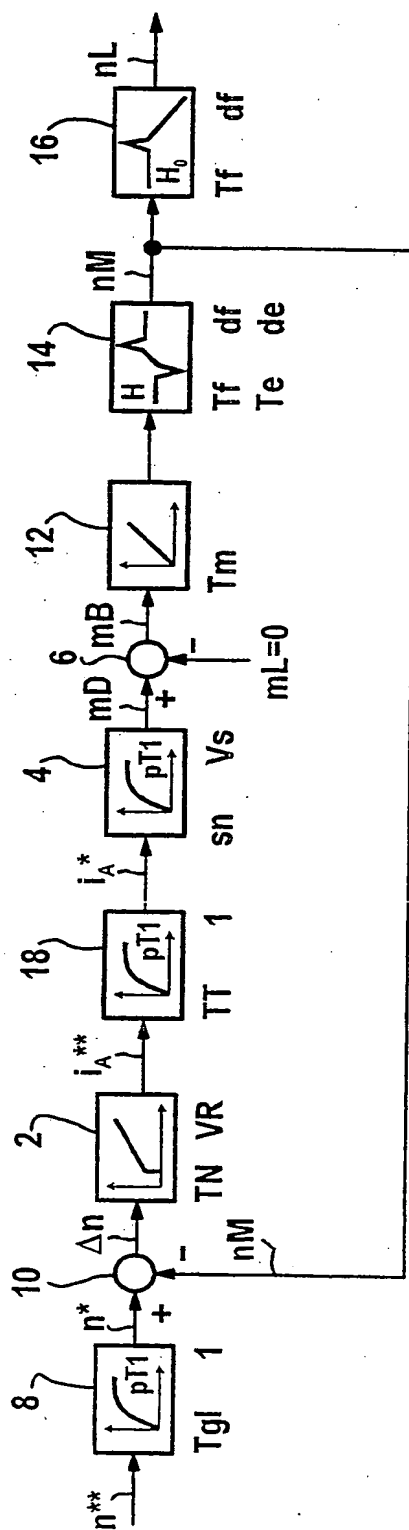 n**
8
pT1
Tgl 1
n*
+
10
−
Δn
2
TN VR
i_A**
18
pT1
TT 1
i_A*
4
pT1
sn Vs
mD
+
6
−
mL=0
mB
12
Tm
14
H
Tf df
Te de
nM
16
H₀
Tf df
nL
nM